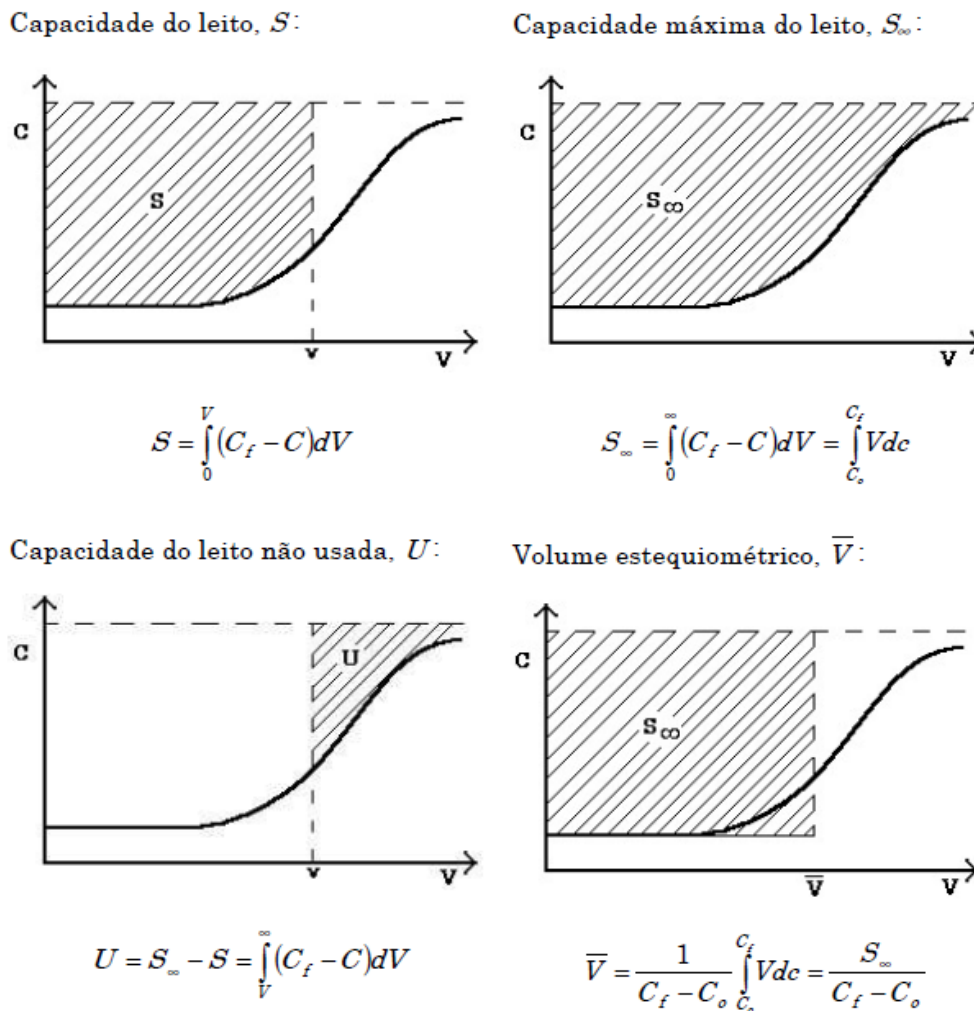 Capacidade do leito, S:
C
S
v
V
S = ∫₀^V (C_f − C)dV
Capacidade máxima do leito, S∞:
C
S∞
V
S∞ = ∫₀^∞ (C_f − C)dV = ∫_{C_o}^{C_f} Vdc
Capacidade do leito não usada, U:
C
U
v
V
U = S∞ − S = ∫_V^∞ (C_f − C)dV
Volume estequiométrico, V̅:
C
S∞
V̅
V
V̅ = 1/(C_f − C_o) ∫_{C_o}^{C_f} Vdc = S∞/(C_f − C_o)